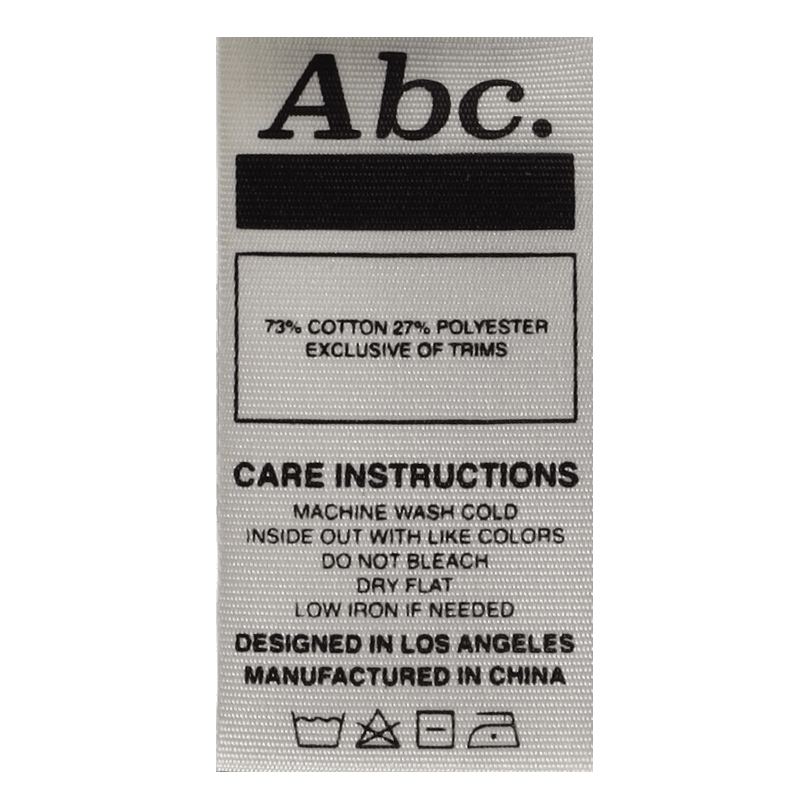 Abc.
73% COTTON 27% POLYESTER
EXCLUSIVE OF TRIMS
CARE INSTRUCTIONS
MACHINE WASH COLD
INSIDE OUT WITH LIKE COLORS
DO NOT BLEACH
DRY FLAT
LOW IRON IF NEEDED
DESIGNED IN LOS ANGELES
MANUFACTURED IN CHINA